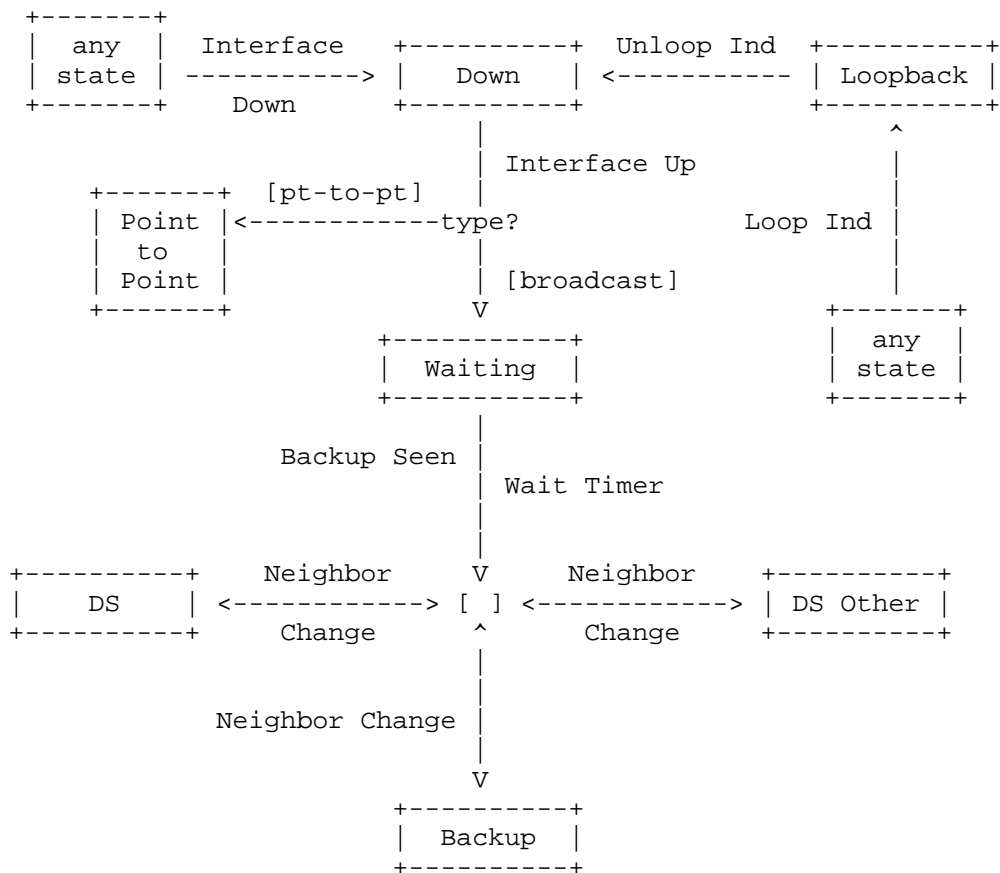 any Interface Unloop Ind
state Down Loopback
Down
Interface Up
[pt-to-pt]
Point type? Loop Ind
to
Point [broadcast]
any
Waiting state
Backup Seen
Wait Timer
Neighbor V Neighbor
DS [ ] DS Other
Change Change
Neighbor Change
V
Backup